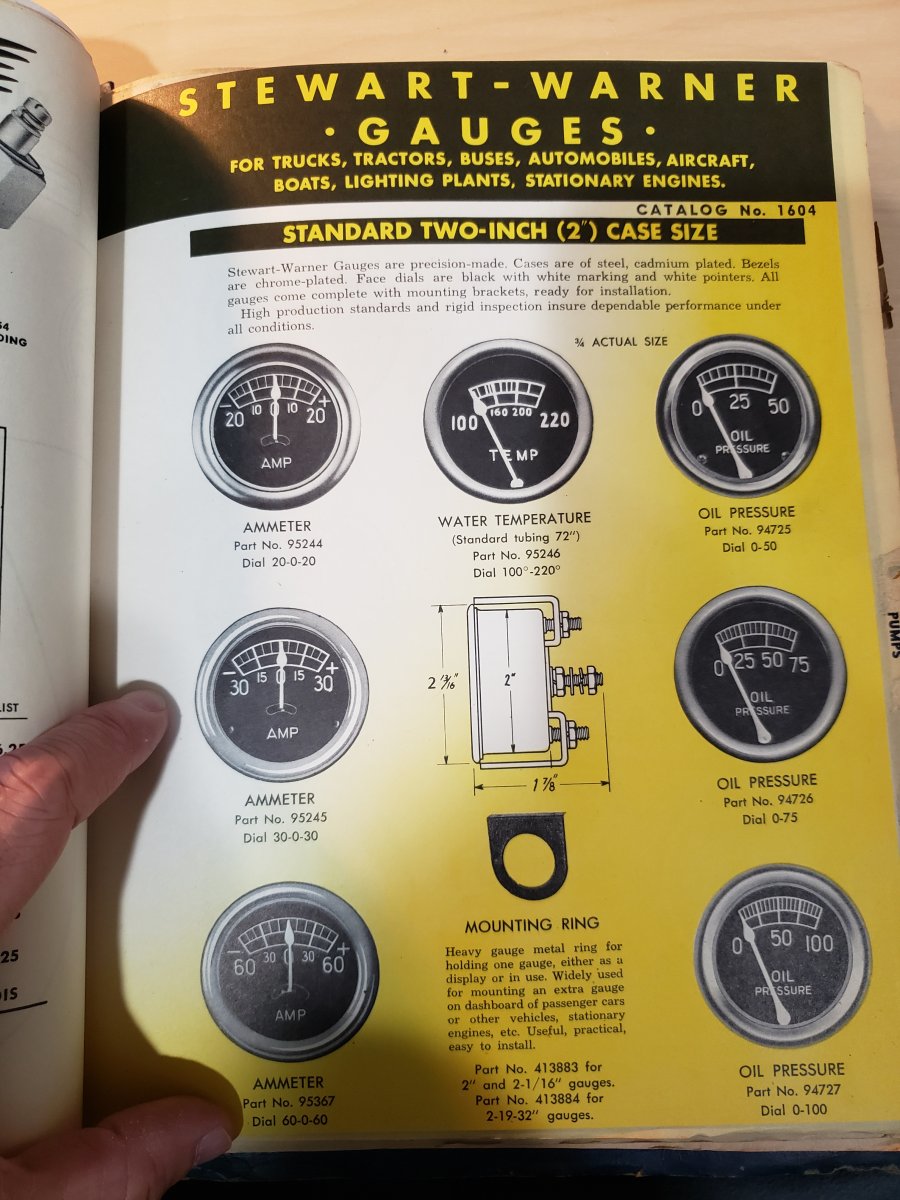 STEWART-WARNER
· GAUGES ·
FOR TRUCKS, TRACTORS, BUSES, AUTOMOBILES, AIRCRAFT,
BOATS, LIGHTING PLANTS, STATIONARY ENGINES.
CATALOG No. 1604
STANDARD TWO-INCH (2") CASE SIZE
Stewart-Warner Gauges are precision-made. Cases are of steel, cadmium plated. Bezels
are chrome-plated. Face dials are black with white marking and white pointers. All
gauges come complete with mounting brackets, ready for installation.
High production standards and rigid inspection insure dependable performance under
all conditions.
¾ ACTUAL SIZE
- +
20 10 0 10 20
AMP
AMMETER
Part No. 95244
Dial 20-0-20
100 160 200 220
TEMP
WATER TEMPERATURE
(Standard tubing 72")
Part No. 95246
Dial 100°-220°
0 25 50
OIL
PRESSURE
OIL PRESSURE
Part No. 94725
Dial 0-50
- +
30 15 0 15 30
AMP
AMMETER
Part No. 95245
Dial 30-0-30
2 13/16"
2"
1 7/8"
0 25 50 75
OIL
PRESSURE
OIL PRESSURE
Part No. 94726
Dial 0-75
- +
60 30 0 30 60
AMP
AMMETER
Part No. 95367
Dial 60-0-60
MOUNTING RING
Heavy gauge metal ring for
holding one gauge, either as a
display or in use. Widely used
for mounting an extra gauge
on dashboard of passenger cars
or other vehicles, stationary
engines, etc. Useful, practical,
easy to install.
Part No. 413883 for
2" and 2-1/16" gauges.
Part No. 413884 for
2-19-32" gauges.
0 50 100
OIL
PRESSURE
OIL PRESSURE
Part No. 94727
Dial 0-100
PUMPS